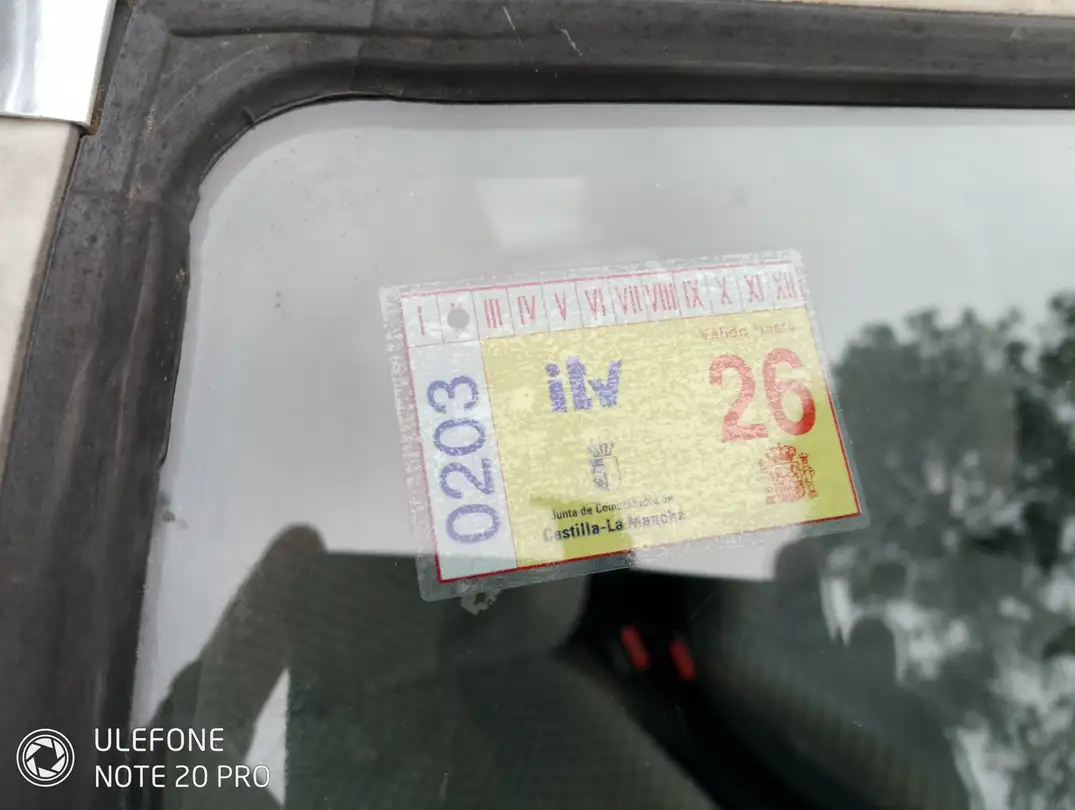 I III IV V VI VII VIII IX X XI XII
Válido hasta
0203
itv
26
Junta de Comunidades de
Castilla-La Mancha
ULEFONE
NOTE 20 PRO